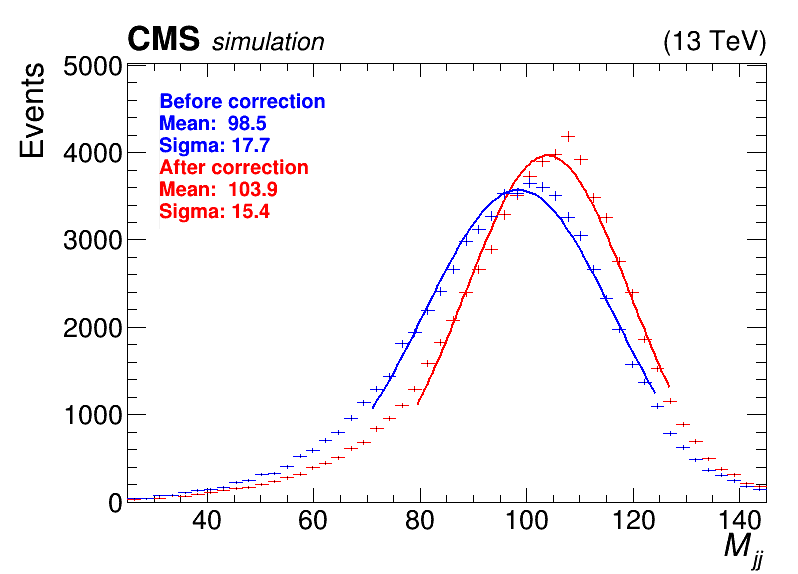 CMS simulation (13 TeV)
Events
5000
4000
3000
2000
1000
0
Before correction
Mean: 98.5
Sigma: 17.7
After correction
Mean: 103.9
Sigma: 15.4
40 60 80 100 120 140
M_jj